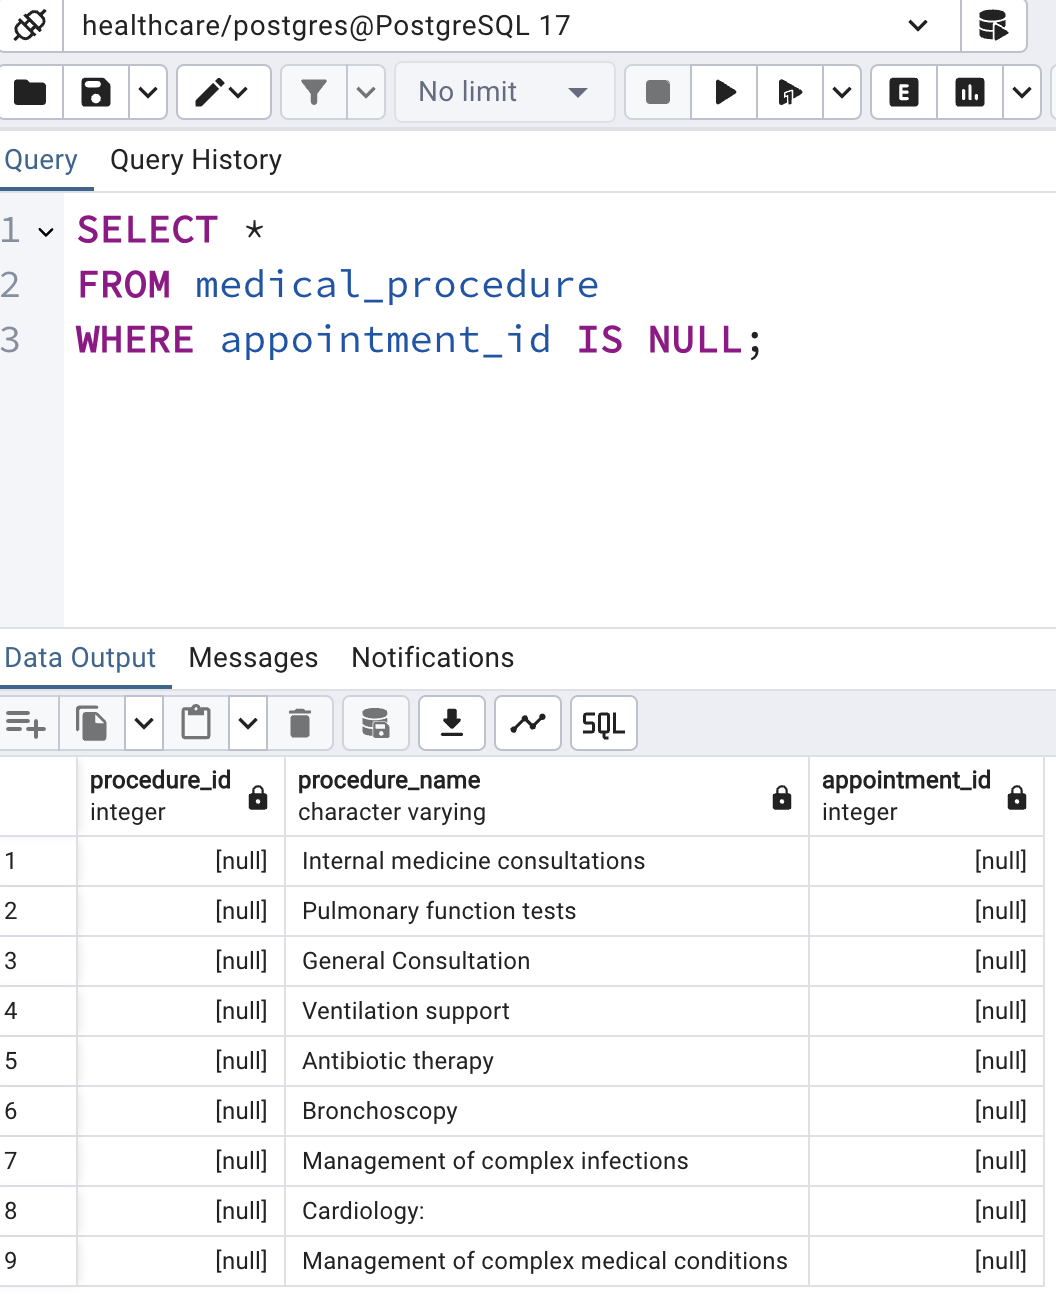 healthcare/postgres@PostgreSQL 17
No limit
E
Query Query History
1 SELECT *
2 FROM medical_procedure
3 WHERE appointment_id IS NULL;
Data Output Messages Notifications
SQL
procedure_id procedure_name appointment_id
integer character varying integer
1 [null] Internal medicine consultations [null]
2 [null] Pulmonary function tests [null]
3 [null] General Consultation [null]
4 [null] Ventilation support [null]
5 [null] Antibiotic therapy [null]
6 [null] Bronchoscopy [null]
7 [null] Management of complex infections [null]
8 [null] Cardiology: [null]
9 [null] Management of complex medical conditions [null]